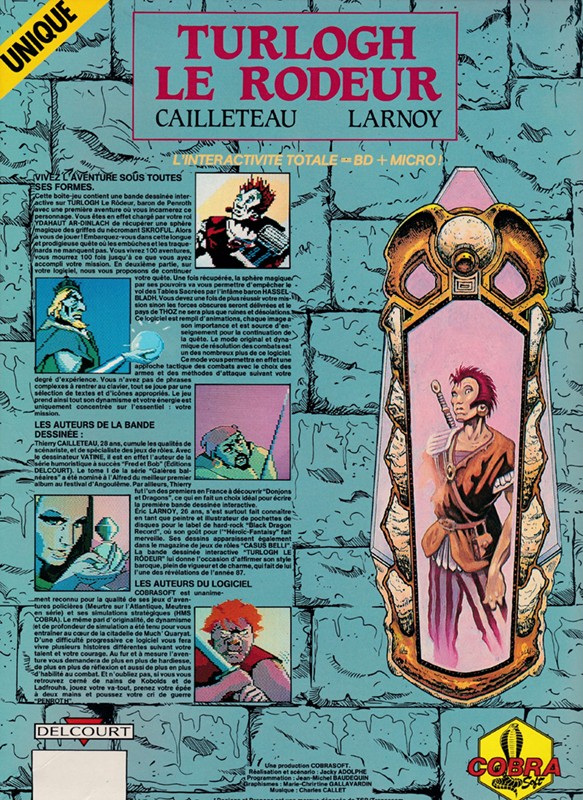 UNIQUE
TURLOGH
LE RODEUR
CAILLETEAU LARNOY
L'INTERACTIVITE TOTALE = BD + MICRO !
VIVEZ L'AVENTURE SOUS TOUTES
SES FORMES.
Cette boite-jeu contient une bande dessinée inter-
active sur TURLOGH Le Rôdeur, baron de Penroth
avec une première aventure où vous incarnerez ce
personnage. Vous êtes en effet chargé par votre roi
YDAHAUT AR-DINLACH de récupérer une sphère
magique des griffes du nécromant SKROFUL. Alors
à vous de jouer ! Embarquez-vous dans cette longue
et prodigieuse quête où les embûches et les traque-
nards ne manquent pas. Vous vivrez 100 aventures,
vous mourrez 100 fois jusqu'à ce que vous ayez
accompli votre mission. En deuxième partie, sur
votre logiciel, nous vous proposons de continuer
votre quête. Une fois récupérée, la sphère magique
par ses pouvoirs va vous permettre d'empêcher le
vol des Tables Sacrées par l'infâme baron HASSEL-
BLADH. Vous devez une fois de plus réussir votre mis-
sion sinon les forces obscures seront délivrées et le
pays de THOZ ne sera plus que ruines et désolations.
Ce logiciel est rempli d'animations, chaque image a
son importance et est source d'en-
seignement pour la continuation de
la quête. Le mode original et dyna-
mique de résolution des combats est
un des nombreux plus de ce logiciel.
Ce mode vous permettra en effet une
approche tactique des combats avec le choix des
armes et des méthodes d'attaque suivant votre
degré d'expérience. Vous n'avez pas de phrases
complexes à rentrer au clavier, tout se joue par une
sélection de textes et d'icônes appropriés. Le jeu
prend ainsi tout son dynamisme et votre énergie est
uniquement concentrée sur l'essentiel : votre
mission.
LES AUTEURS DE LA BANDE
DESSINÉE :
Thierry CAILLETEAU, 28 ans, cumule les qualités de
scénariste, et de spécialiste des jeux de rôles. Avec
le dessinateur VATINE, il est en effet l'auteur de la
série humoristique à succès "Fred et Bob" (Éditions
DELCOURT). Le tome I de la série "Galères bal-
néaires" a été nominé à l'Alfred du meilleur premier
album au festival d'Angoulême. Par ailleurs, Thierry
fut l'un des premiers en France à découvrir "Donjons
et Dragons", ce qui en fait un choix idéal pour écrire
la première bande dessinée interactive.
Eric LARNOY, 26 ans, s'est surtout fait connaître
en tant que peintre et illustrateur de pochettes de
disques pour le label de hard-rock "Black Dragon
Record", où son goût pour l'"Héroïc-Fantaisy" fait
merveille. Ses dessins apparaissent également
dans le magazine de jeux de rôles "CASUS BELLI".
La bande dessinée interactive "TURLOGH LE
RÔDEUR" lui donne l'occasion d'affirmer son style
baroque, plein de vigueur et de charme, qui fait de lui
l'une des révélations de l'année 87.
LES AUTEURS DU LOGICIEL
COBRASOFT est unanime-
ment reconnu pour la qualité de ses jeux d'aven-
tures policières (Meurtre sur l'Atlantique, Meutres
en série) et ses simulations stratégiques (HMS
COBRA). Le même pari d'originalité, de dynamisme
et de profondeur de simulation a été tenu pour vous
entraîner au cœur de la citadelle de Much' Quaryat.
D'une difficulté progressive ce logiciel vous fera
vivre plusieurs histoires différentes suivant votre
talent et votre courage. Au fur et à mesure l'aven-
ture vous demandera de plus en plus de hardiesse,
de plus en plus de réflexion et aussi de plus en plus
d'habileté au combat. Et n'oubliez pas, si vous vous
retrouvez cerné de nains de Kobolds et de
Ladfrouhs, jouez votre va-tout, prenez votre épée
à deux mains et poussez votre cri de guerre
"PENROTH".
DELCOURT
Une production COBRASOFT.
Réalisation et scénario : Jacky ADOLPHE
Programmation : Jean-Michel BAUDEQUIN
Graphismes : Marie-Christine GALLAVARDIN
Musique : Charles CALLET
COBRA
Soft